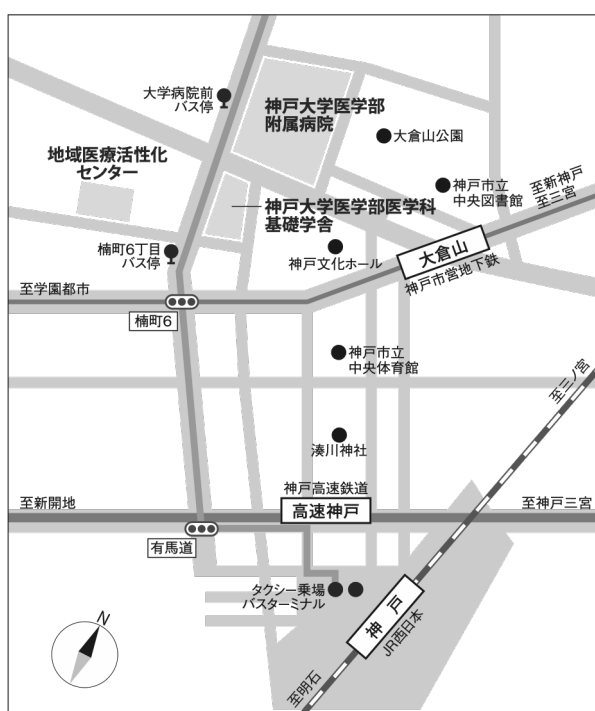 大学病院前
バス停
神戸大学医学部
附属病院
大倉山公園
地域医療活性化
センター
神戸市立
中央図書館
至新神戸
至三宮
神戸大学医学部医学科
基礎学舎
楠町6丁目
バス停
神戸文化ホール
大倉山
神戸市営地下鉄
至学園都市
楠町6
神戸市立
中央体育館
至三ノ宮
湊川神社
神戸高速鉄道
至新開地
高速神戸
至神戸三宮
有馬道
タクシー乗場
バスターミナル
神戸
JR西日本
N
至明石